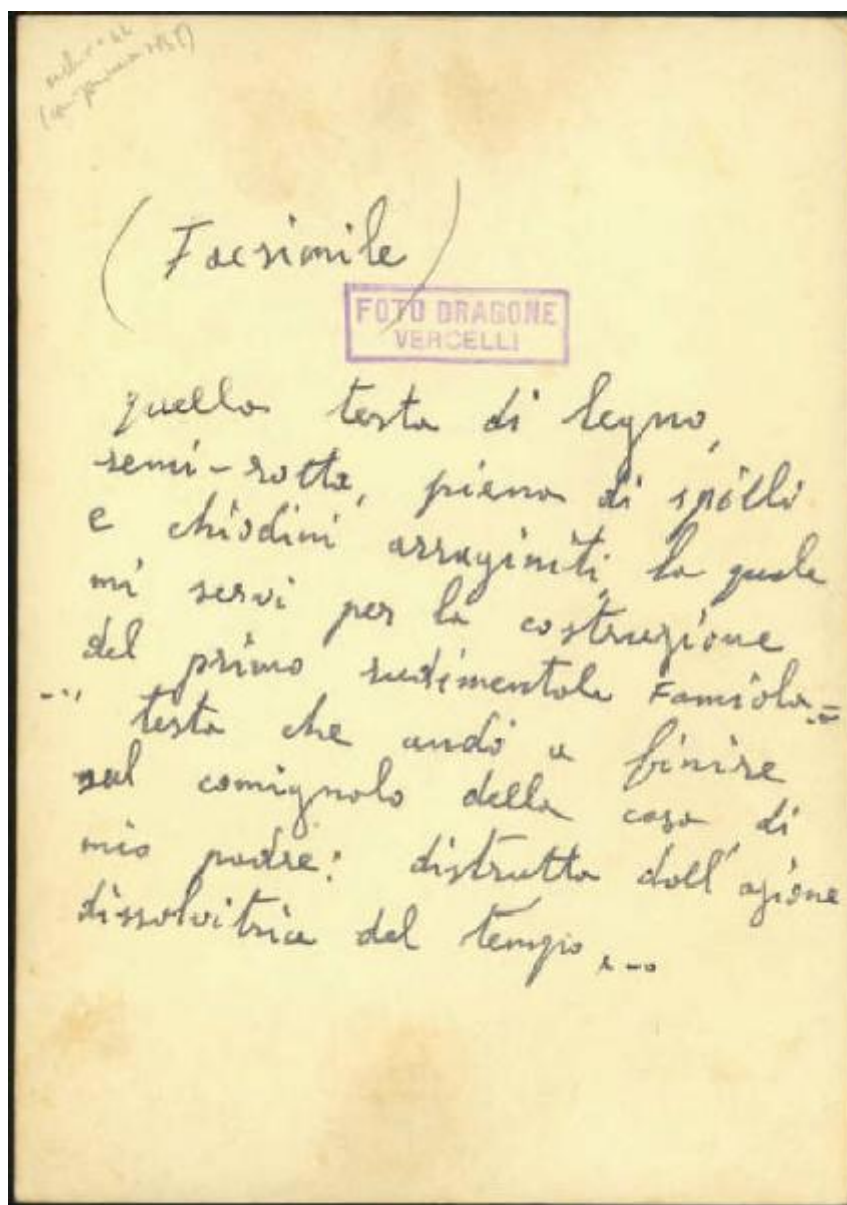 (Facsimile)
FOTO DRAGONE
VERCELLI
quella testa di legno,
semi-rotta, piena di spilli
e chiodini arruginiti, la quale
mi servì per la costruzione
del primo rudimentale Famiola
testa che andò a finire
sul comignolo della casa di
mio padre: distrutta dall'azione
dissolvitrice del tempo....